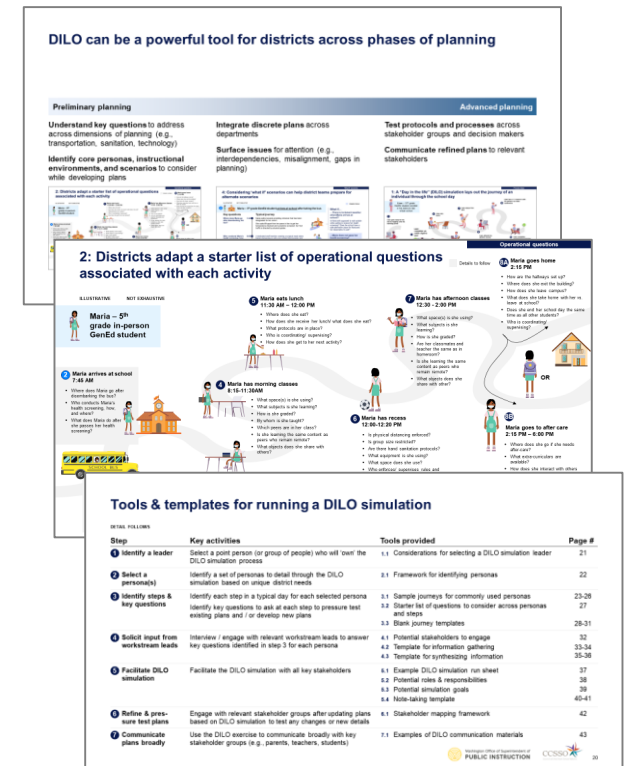 DILO can be a powerful tool for districts across phases of planning
Preliminary planning
Advanced planning
Understand key questions to address
across dimensions of planning (e.g.,
transportation, sanitation, technology)
Identify core personas, instructional
environments, and scenarios to consider
while developing plans
Integrate discrete plans across
departments
Surface issues for attention (e.g.,
interdependencies, misalignment, gaps in
planning)
Test protocols and processes across
stakeholder groups and decision makers
Communicate refined plans to relevant
stakeholders
2: Districts adapt a starter list of operational questions
associated with each activity
Operational questions
Details to follow
ILLUSTRATIVE
NOT EXHAUSTIVE
Maria – 5th
grade in-person
GenEd student
2 Maria arrives at school
7:45 AM
• Where does Maria go after
disembarking the bus?
• Who conducts Maria's
health screening, how,
and where?
• What does Maria do after
she passes her health
screening?
SCHOOL BUS
4 Maria has morning classes
8:15-11:30AM
• What space(s) is she using?
• What subjects is she learning?
• How is she graded?
• By whom is she taught?
• Which peers are in her class?
• Is she learning the same content as
peers who remain remote?
• What objects does she share with
others?
5 Maria eats lunch
11:30 AM – 12:00 PM
• Where does she eat?
• How does she receive her lunch/ what does she eat?
• What protocols are in place?
• Who is coordinating/ supervising?
• How does she get to her next activity?
6 Maria has recess
12:00-12:20 PM
• Is physical distancing enforced?
• Is group size restricted?
• Are there hand sanitation protocols?
• What equipment is she using?
• What space does she use?
• Who enforces/ supervises rules and
7 Maria has afternoon classes
12:30 - 2:00 PM
• What space(s) is she using?
• What subjects is she
learning?
• How is she graded?
• Are her classmates and
teacher the same as in
homeroom?
• Is she learning the same
content as peers who
remain remote?
• What objects does she
share with others?
8A Maria goes home
2:15 PM
• How are the hallways set up?
• Where does she exit the building?
• How does she leave campus?
• What does she take home with her vs
leave at school?
• Does she end her school day the same
time as all other students?
• Who is coordinating/
supervising?
OR
8B
Maria goes to after care
2:15 PM – 6:00 PM
• Where does she go if she needs
after-care?
• What extra-curriculars are
available?
• How does she interact with others
Tools & templates for running a DILO simulation
DETAIL FOLLOWS
Step
Key activities
Tools provided
Page #
1 Identify a leader
Select a point person (or group of people) who will 'own' the
DILO simulation process
1.1 Considerations for selecting a DILO simulation leader
21
2 Select a
persona(s)
Identify a set of personas to detail through the DILO
simulation based on unique district needs
2.1 Framework for identifying personas
22
3 Identify steps &
key questions
Identify each step in a typical day for each selected persona
Identify key questions to ask at each step to pressure test
existing plans and / or develop new plans
3.1 Sample journeys for commonly used personas
23-26
3.2 Starter list of questions to consider across personas
and steps
27
3.3 Blank journey templates
28-31
4 Solicit input from
workstream leads
Interview / engage with relevant workstream leads to answer
key questions identified in step 3 for each persona
4.1 Potential stakeholders to engage
32
4.2 Template for information gathering
33-34
4.3 Template for synthesizing information
35-36
5 Facilitate DILO
simulation
Facilitate the DILO simulation with all key stakeholders
5.1 Example DILO simulation run sheet
37
5.2 Potential roles & responsibilities
38
5.3 Potential simulation goals
39
5.4 Note-taking template
40-41
6 Refine & pres-
sure test plans
Engage with relevant stakeholder groups after updating plans
based on DILO simulation to test any changes or new details
6.1 Stakeholder mapping framework
42
7 Communicate
plans broadly
Use the DILO exercise to communicate broadly with key
stakeholder groups (e.g., parents, teachers, students)
7.1 Examples of DILO communication materials
43
Washington Office of Superintendent of
PUBLIC INSTRUCTION
CCSSO
20